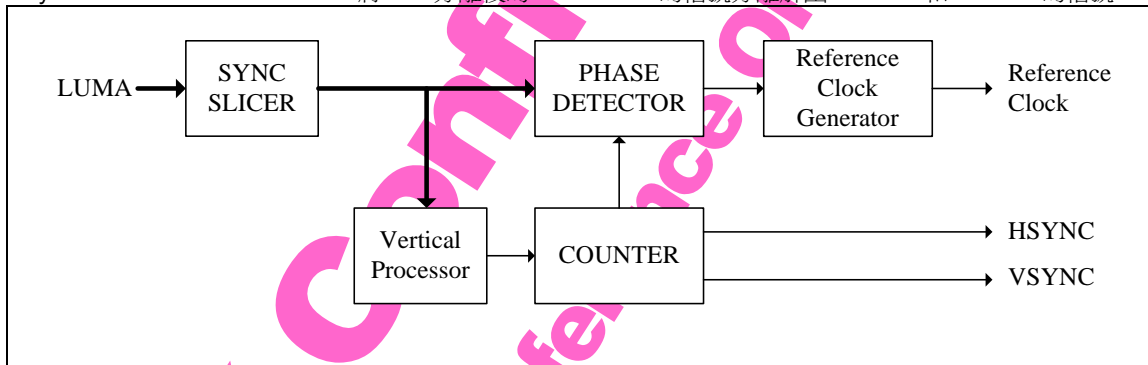 LUMA
SYNC
SLICER
PHASE
DETECTOR
Reference
Clock
Generator
Reference
Clock
Vertical
Processor
COUNTER
HSYNC
VSYNC